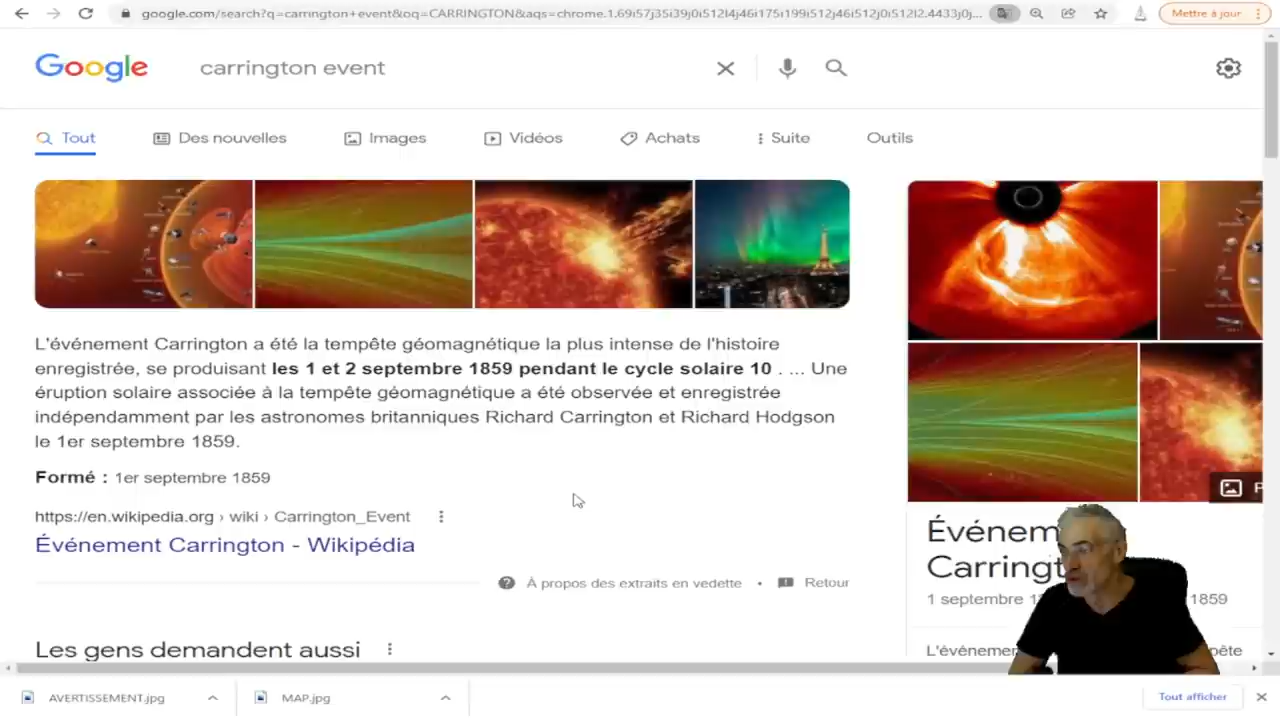 google.com/search?q=carrington+event&oq=CARRINGTON&aqs=chrome.1.69i57j35i39j0i512l4j46i175i199i512j46i512j0i512l2.4433j0j...
Mettre à jour
Google
carrington event
Tout
Des nouvelles
Images
Vidéos
Achats
Suite
Outils
L'événement Carrington a été la tempête géomagnétique la plus intense de l'histoire
enregistrée, se produisant les 1 et 2 septembre 1859 pendant le cycle solaire 10 . ... Une
éruption solaire associée à la tempête géomagnétique a été observée et enregistrée
indépendamment par les astronomes britanniques Richard Carrington et Richard Hodgson
le 1er septembre 1859.
Formé : 1er septembre 1859
https://en.wikipedia.org › wiki › Carrington_Event
Événement Carrington - Wikipédia
À propos des extraits en vedette • Retour
Les gens demandent aussi
P
Événem
Carringt
1 septembre 1 1859
L'événeme pête
AVERTISSEMENT.jpg
MAP.jpg
Tout afficher